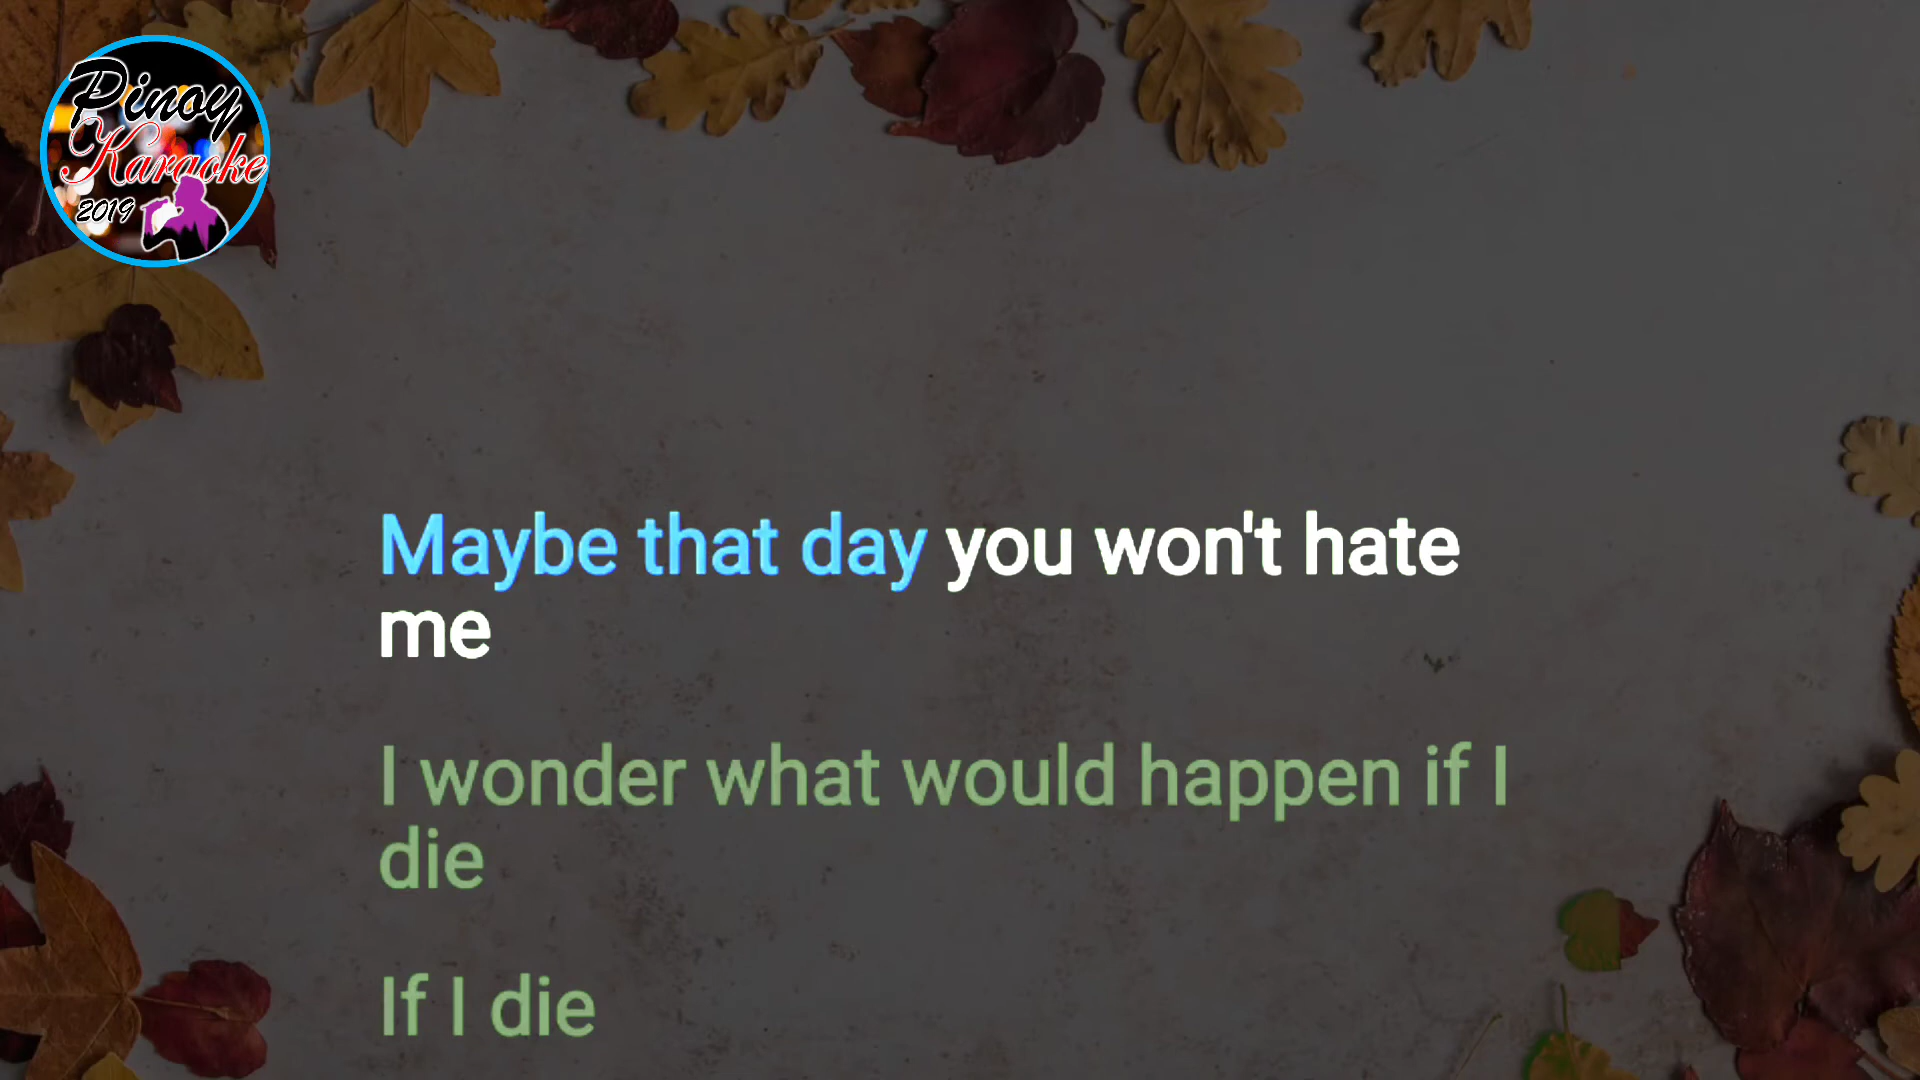 Pinoy
Karaoke
2019
Maybe that day you won't hate
me
I wonder what would happen if I
die
If I die